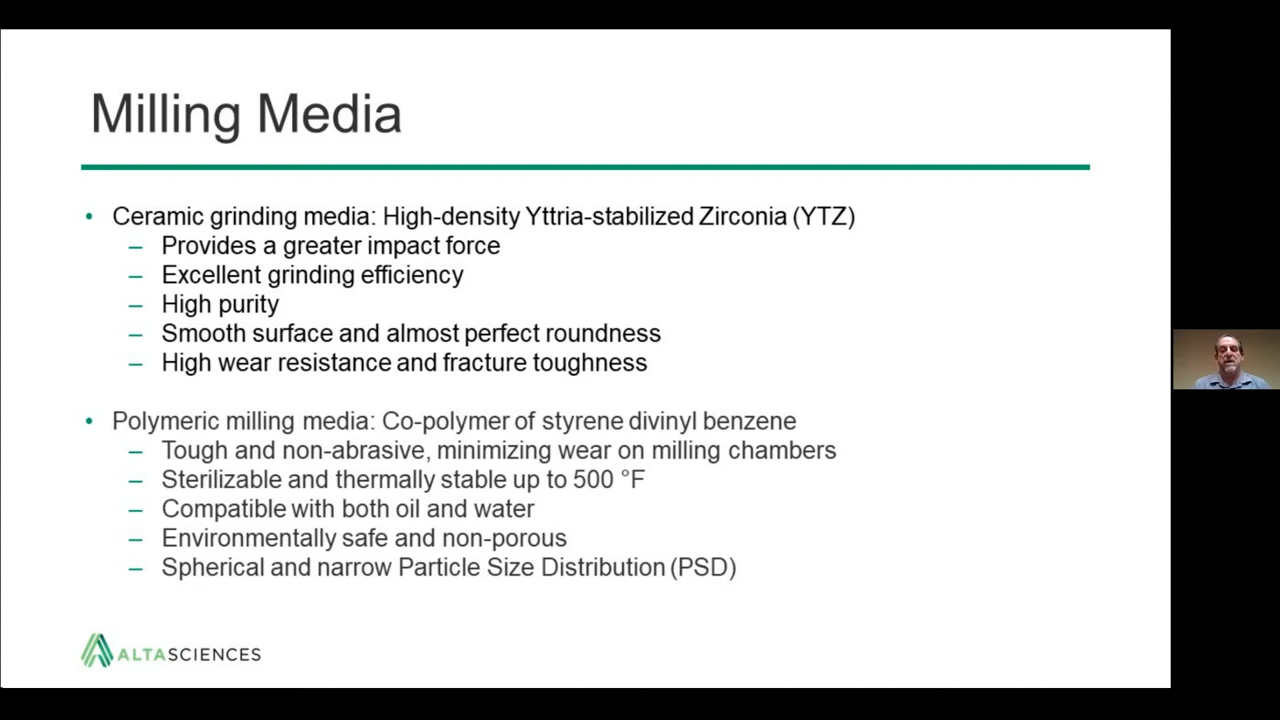 Milling Media
• Ceramic grinding media: High-density Yttria-stabilized Zirconia (YTZ)
– Provides a greater impact force
– Excellent grinding efficiency
– High purity
– Smooth surface and almost perfect roundness
– High wear resistance and fracture toughness
• Polymeric milling media: Co-polymer of styrene divinyl benzene
– Tough and non-abrasive, minimizing wear on milling chambers
– Sterilizable and thermally stable up to 500 °F
– Compatible with both oil and water
– Environmentally safe and non-porous
– Spherical and narrow Particle Size Distribution (PSD)
ALTASCIENCES